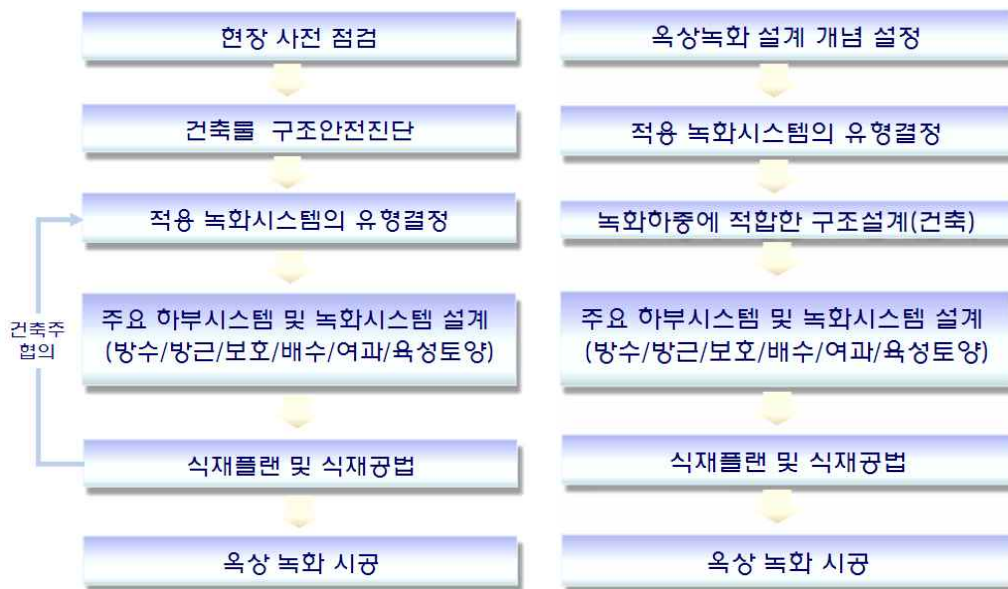 현장 사전 점검
건축물 구조안전진단
적용 녹화시스템의 유형결정
주요 하부시스템 및 녹화시스템 설계
(방수/방근/보호/배수/여과/육성토양)
식재플랜 및 식재공법
옥상 녹화 시공
건축주
협의
옥상녹화 설계 개념 설정
적용 녹화시스템의 유형결정
녹화하중에 적합한 구조설계(건축)
주요 하부시스템 및 녹화시스템 설계
(방수/방근/보호/배수/여과/육성토양)
식재플랜 및 식재공법
옥상 녹화 시공